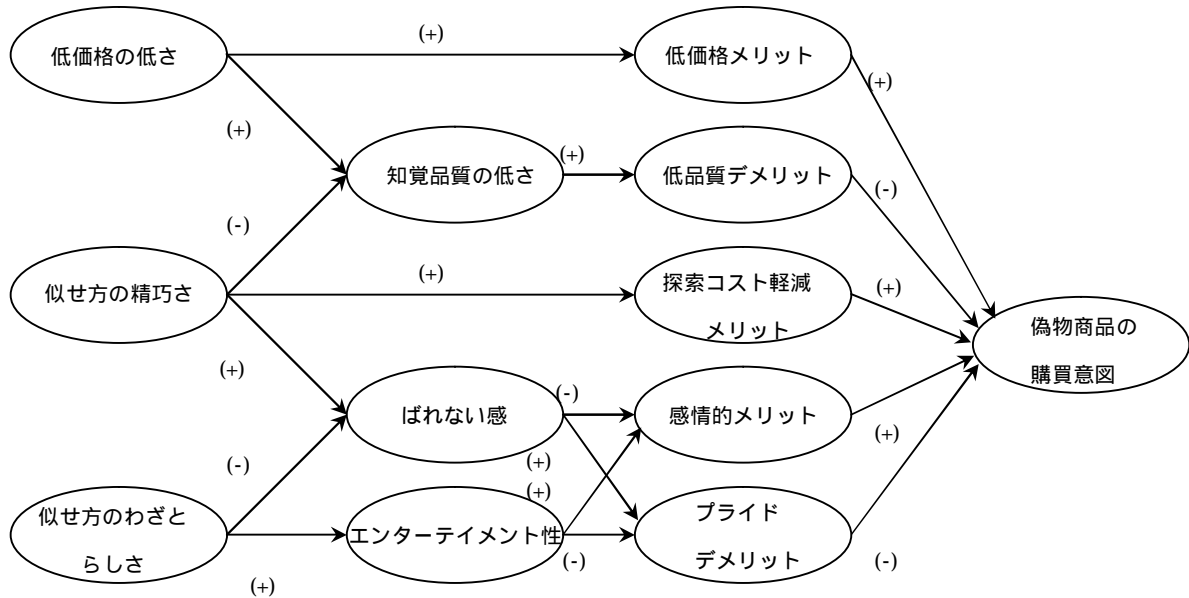 (+)
低価格の低さ
低価格メリット
(+)
(+)
知覚品質の低さ
(+)
低品質デメリット
(-)
(-)
(+)
似せ方の精巧さ
探索コスト軽減
メリット
(+)
偽物商品の
購買意図
(+)
ばれない感
(-)
感情的メリット
(+)
(-)
(+)
(+)
似せ方のわざと
らしさ
エンターテイメント性
プライド
デメリット
(-)
(-)
(+)